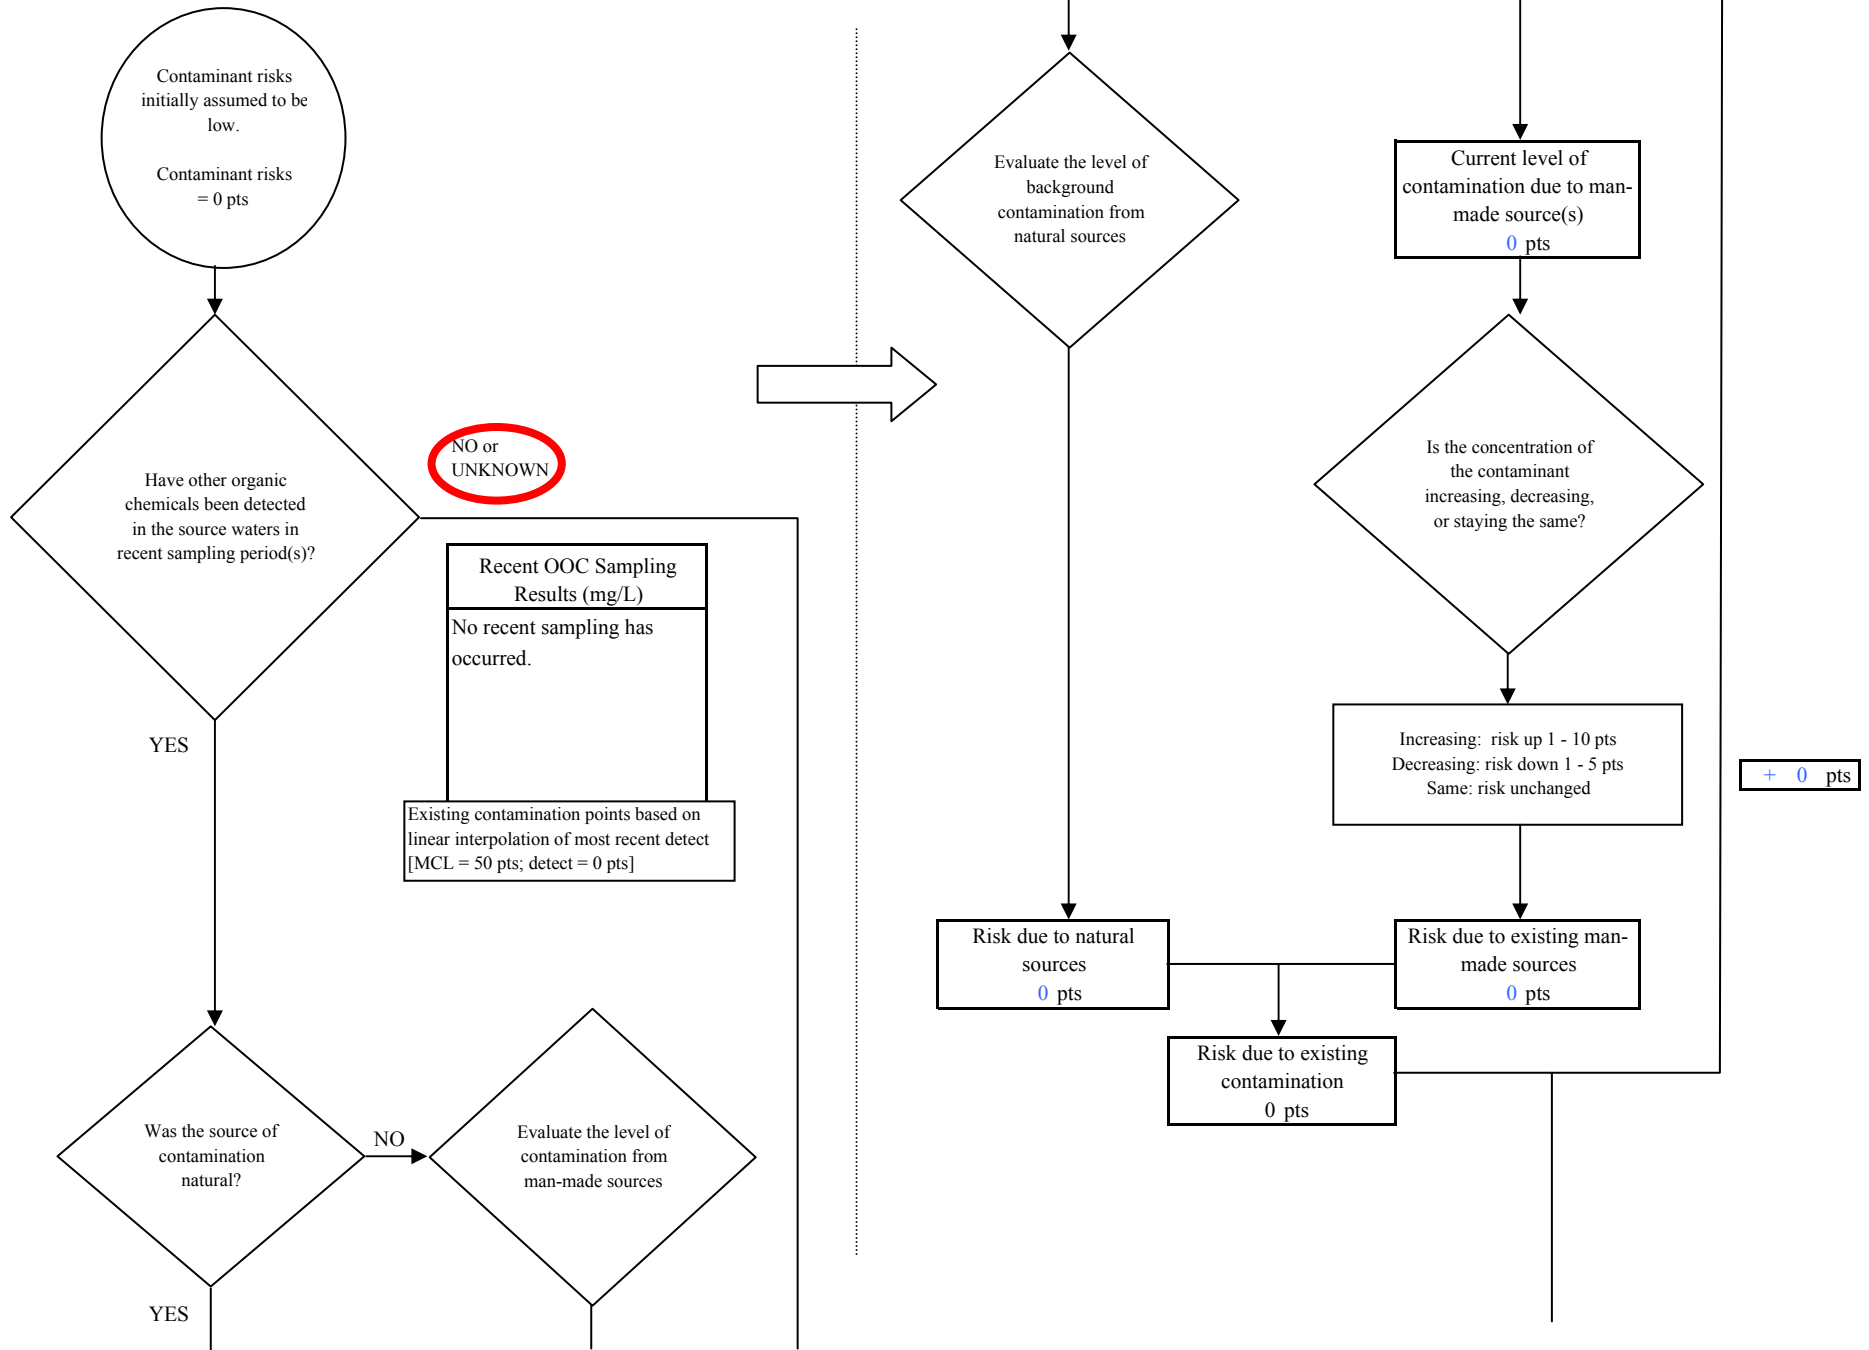 Contaminant risks
initially assumed to be
low.
Contaminant risks
= 0 pts
Have other organic
chemicals been detected
in the source waters in
recent sampling period(s)?
NO or
UNKNOWN
Recent OOC Sampling
Results (mg/L)
No recent sampling has
occurred.
Existing contamination points based on
linear interpolation of most recent detect
[MCL = 50 pts; detect = 0 pts]
YES
Was the source of
contamination
natural?
NO
Evaluate the level of
contamination from
man-made sources
YES
Evaluate the level of
background
contamination from
natural sources
Current level of
contamination due to man-
made source(s)
0 pts
Is the concentration of
the contaminant
increasing, decreasing,
or staying the same?
Increasing: risk up 1 - 10 pts
Decreasing: risk down 1 - 5 pts
Same: risk unchanged
+ 0 pts
Risk due to natural
sources
0 pts
Risk due to existing man-
made sources
0 pts
Risk due to existing
contamination
0 pts